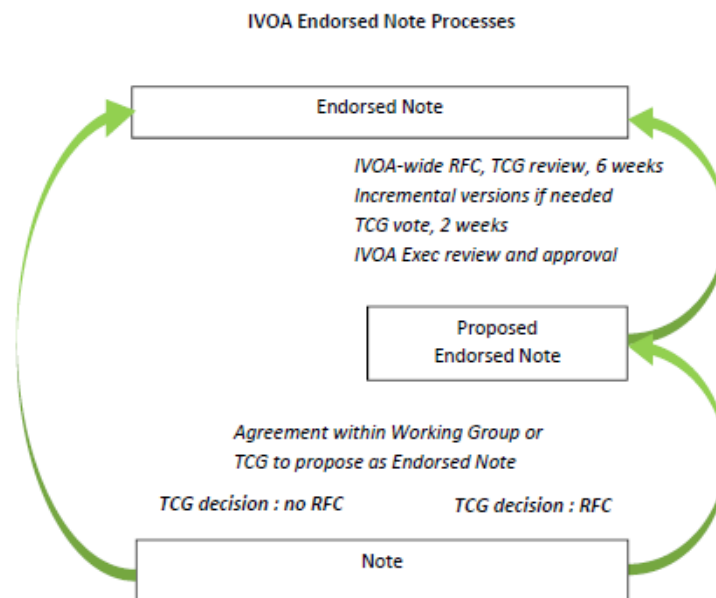 IVOA Endorsed Note Processes
Endorsed Note
IVOA-wide RFC, TCG review, 6 weeks
Incremental versions if needed
TCG vote, 2 weeks
IVOA Exec review and approval
Proposed
Endorsed Note
Agreement within Working Group or
TCG to propose as Endorsed Note
TCG decision : no RFC
TCG decision : RFC
Note